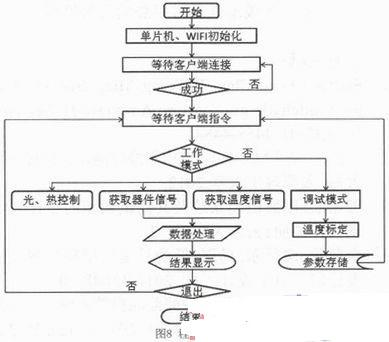 开始
单片机、WIFI初始化
等待客户端连接
否
成功
等待客户端指令
工作
模式
否
光、热控制
获取器件信号
获取温度信号
调试模式
数据处理
温度标定
结果显示
参数存储
否
退出
结束
图8